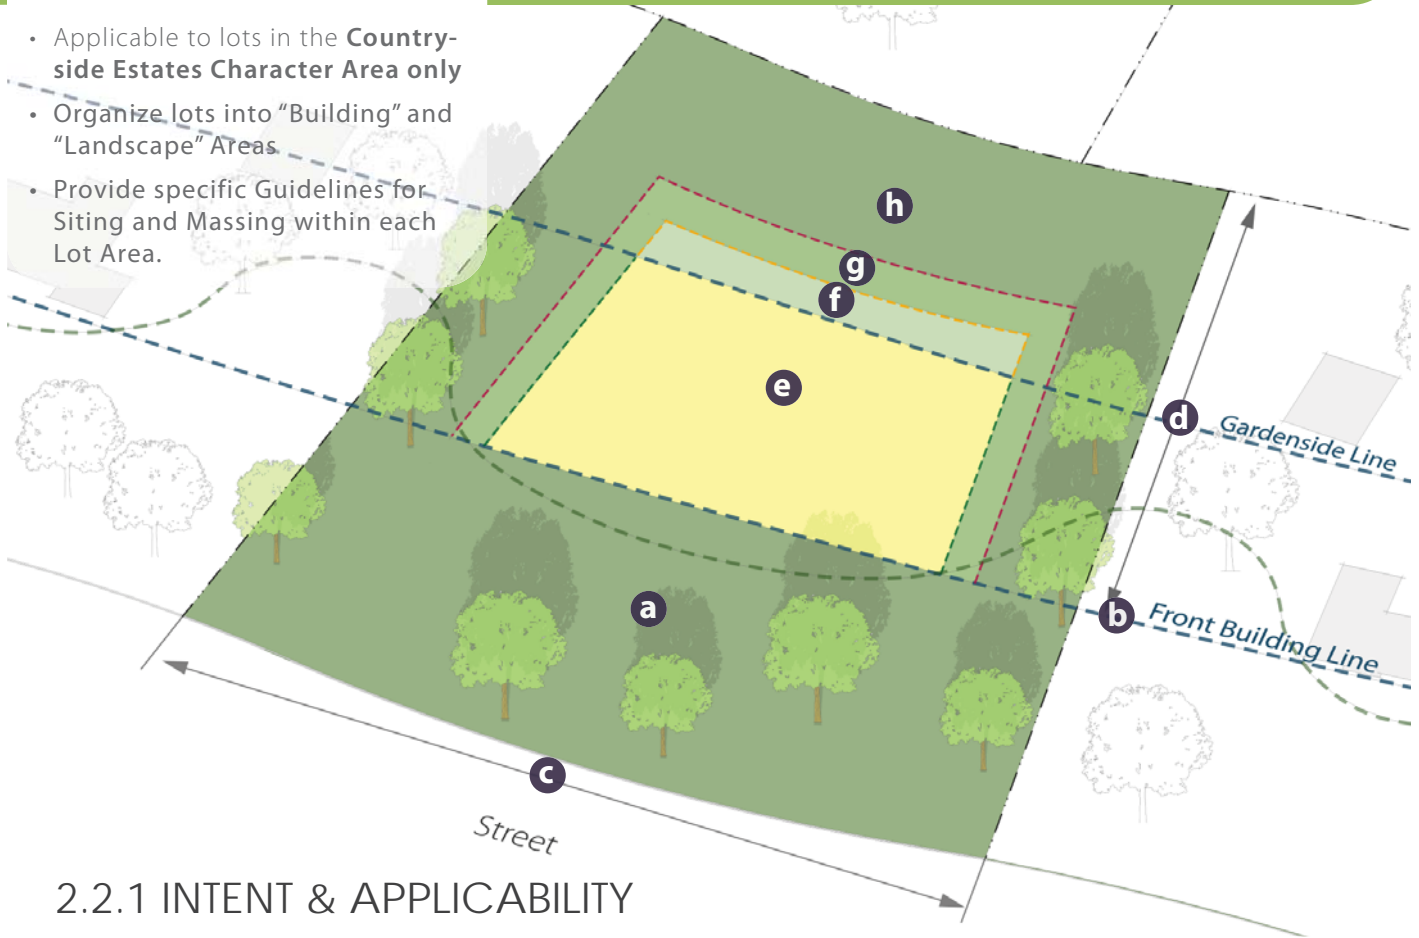 • Applicable to lots in the Country-
side Estates Character Area only
• Organize lots into “Building” and
“Landscape” Areas
• Provide specific Guidelines for
Siting and Massing within each
Lot Area.
h
g
f
e
d
Gardenside Line
a
b
Front Building Line
c
Street
2.2.1 INTENT & APPLICABILITY